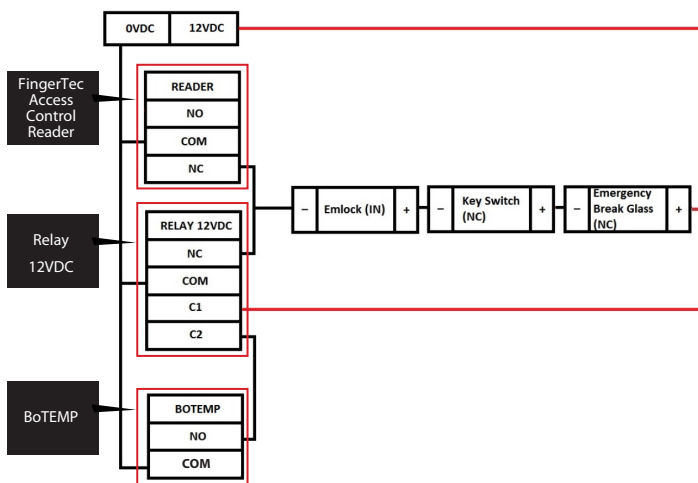 0VDC 12VDC
FingerTec
Access
Control
Reader
READER
NO
COM
NC
– Emlock (IN) +
– Key Switch
(NC) +
– Emergency
Break Glass
(NC) +
Relay
12VDC
RELAY 12VDC
NC
COM
C1
C2
BoTEMP
BOTEMP
NO
COM